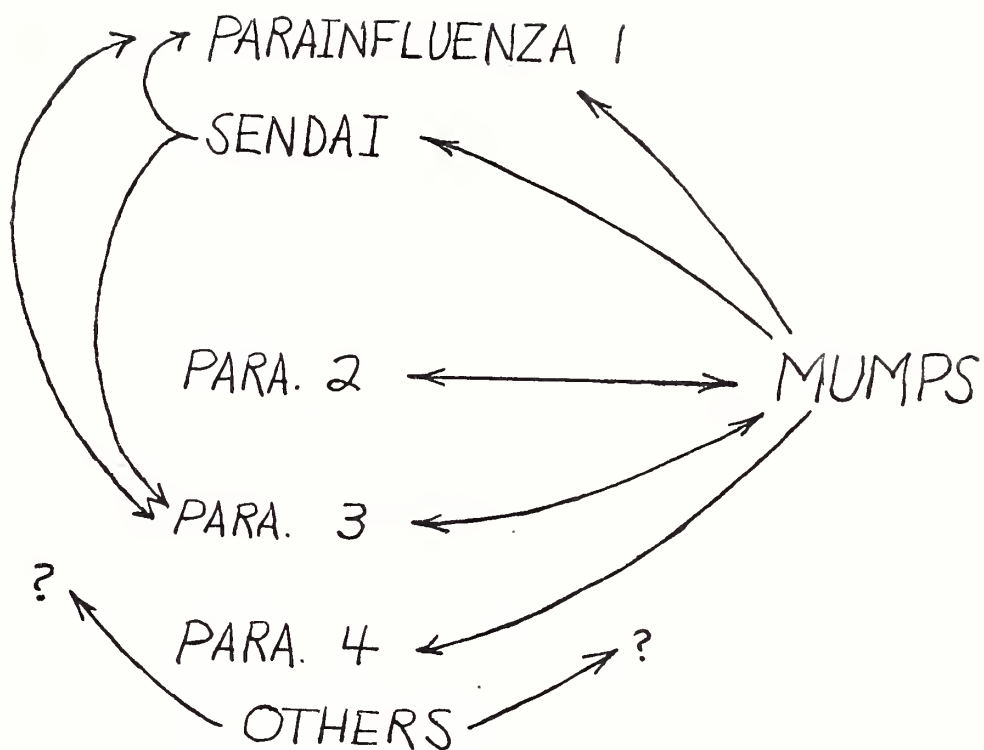 PARAINFLUENZA 1
SENDAI
PARA. 2
MUMPS
PARA. 3
?
PARA. 4
?
OTHERS